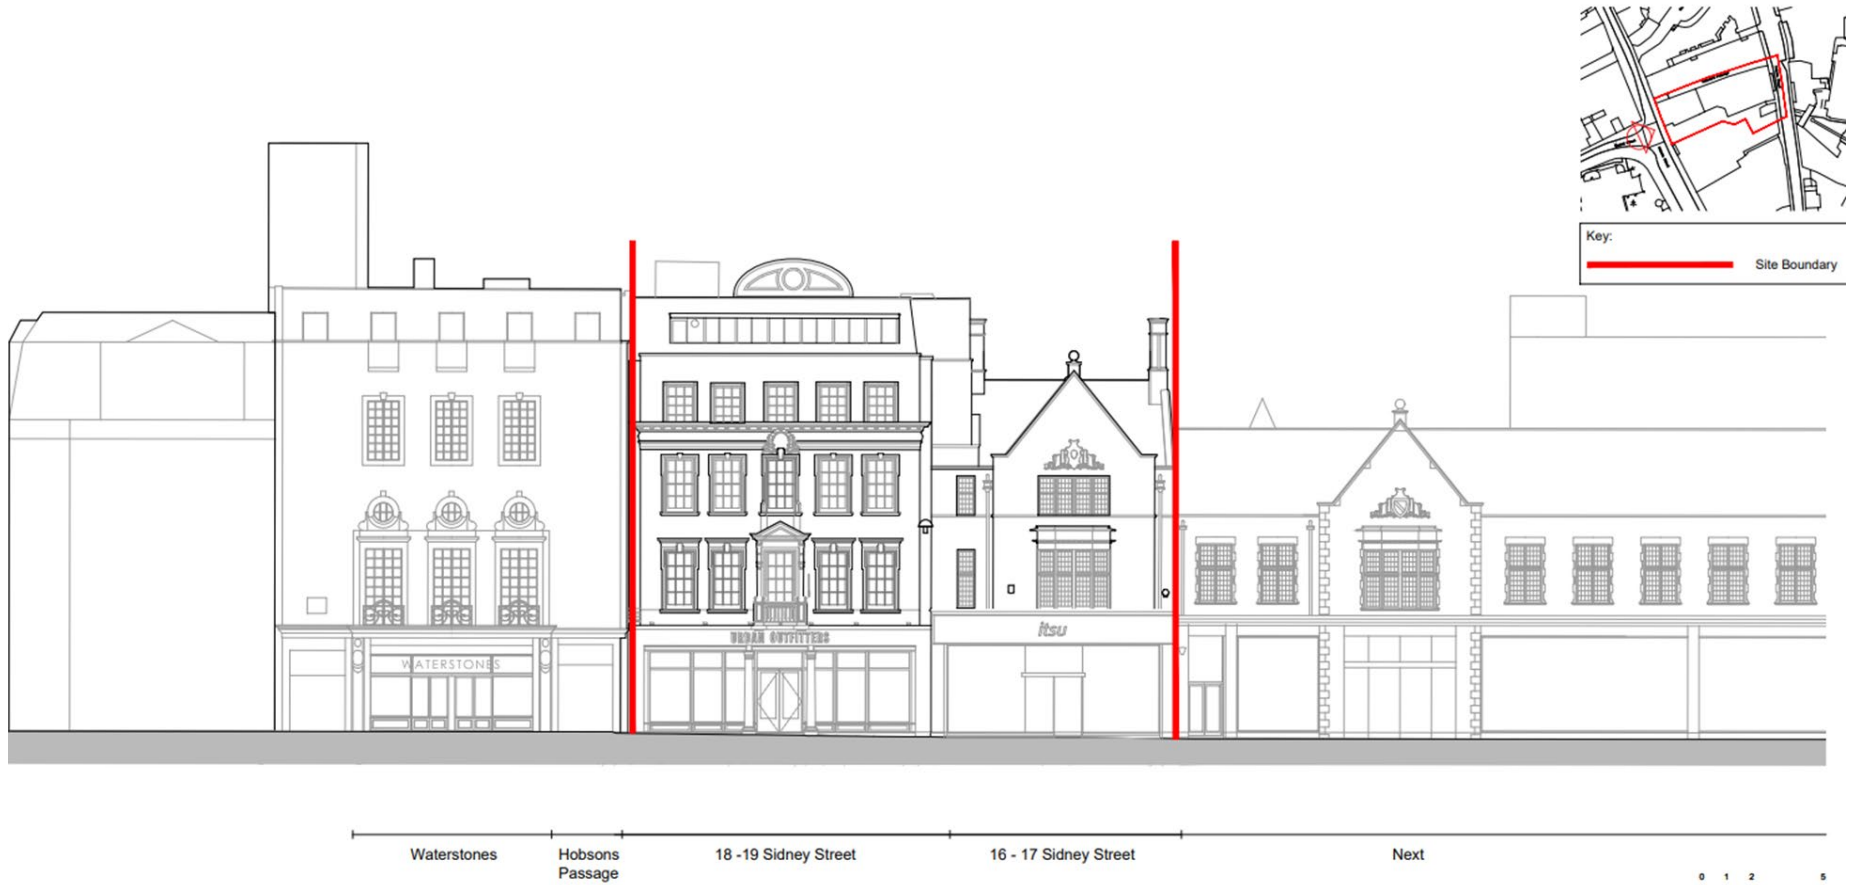 Key:
Site Boundary
URBAN OUTFITTERS
itsu
WATERSTONES
Waterstones
Hobsons
Passage
18 -19 Sidney Street
16 - 17 Sidney Street
Next
0 1 2 5